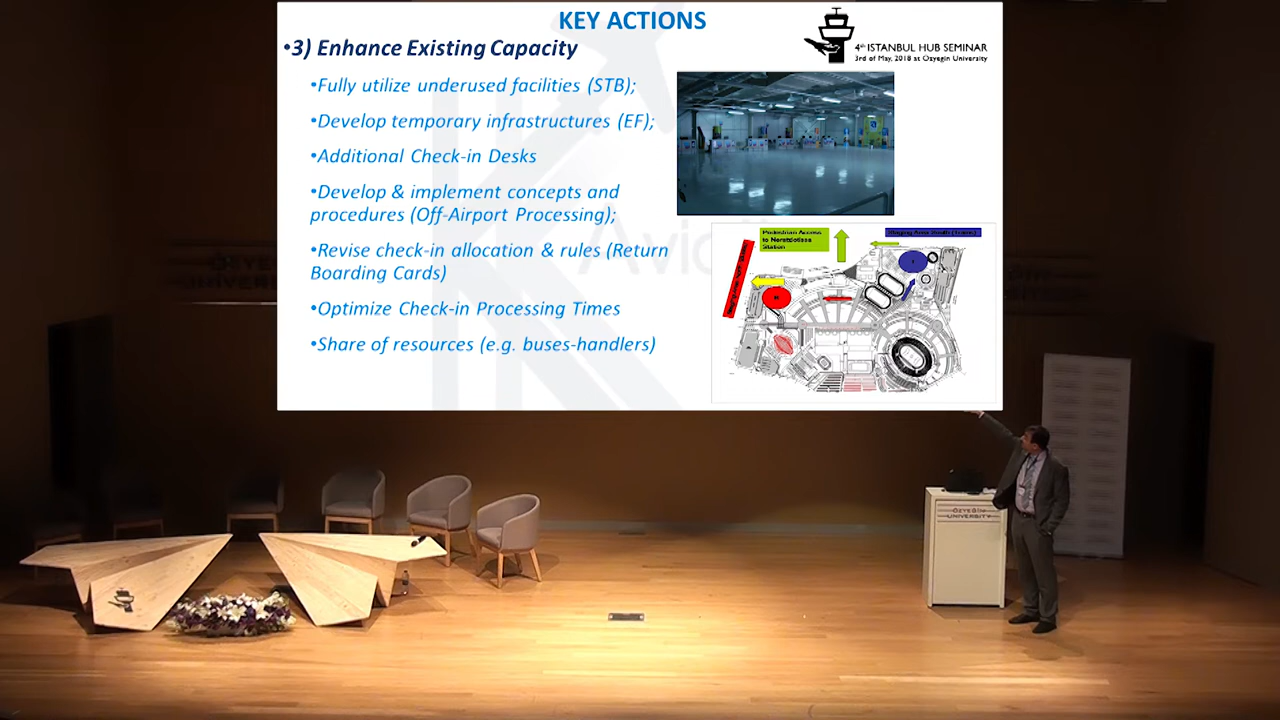 KEY ACTIONS
4th ISTANBUL HUB SEMINAR
3rd of May, 2018 at Ozyegin University
•3) Enhance Existing Capacity
•Fully utilize underused facilities (STB);
•Develop temporary infrastructures (EF);
•Additional Check-in Desks
•Develop & implement concepts and
procedures (Off-Airport Processing);
•Revise check-in allocation & rules (Return
Boarding Cards)
•Optimize Check-in Processing Times
•Share of resources (e.g. buses-handlers)
Pedestrian Access
to Neratziotissa
Station
ÖZYEĞİN
UNIVERSITY